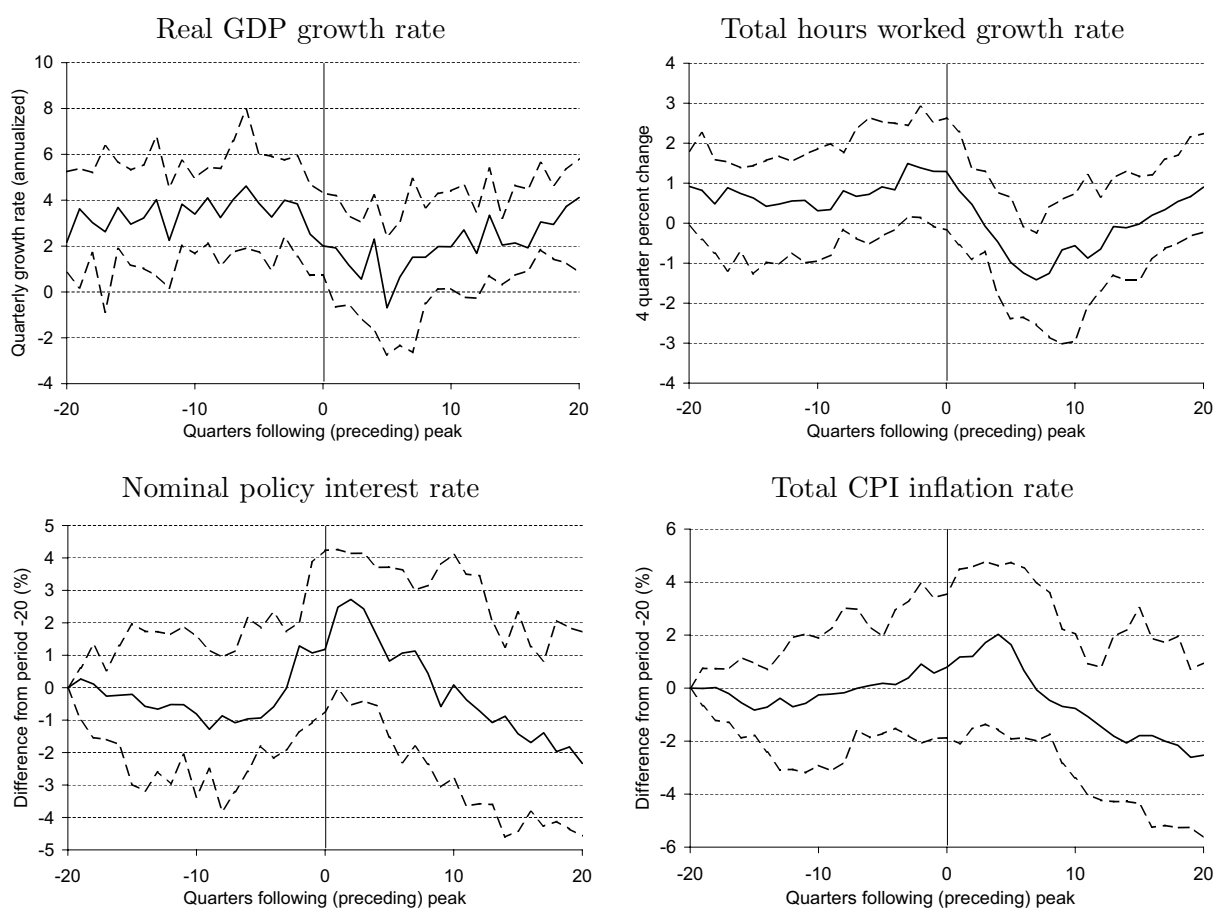 Real GDP growth rate
Quarterly growth rate (annualized)
10
8
6
4
2
0
-2
-4
-20 -10 0 10 20
Quarters following (preceding) peak
Total hours worked growth rate
4 quarter percent change
4
3
2
1
0
-1
-2
-3
-4
-20 -10 0 10 20
Quarters following (preceding) peak
Nominal policy interest rate
Difference from period -20 (%)
5
4
3
2
1
0
-1
-2
-3
-4
-5
-20 -10 0 10 20
Quarters following (preceding) peak
Total CPI inflation rate
Difference from period -20 (%)
6
4
2
0
-2
-4
-6
-20 -10 0 10 20
Quarters following (preceding) peak